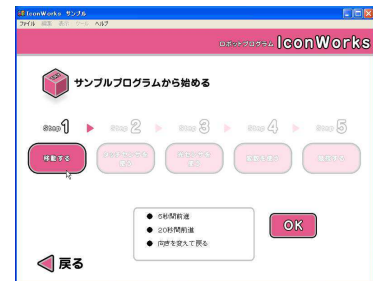 IconWorks サンプル
ファイル 編集 表示 ツール ヘルプ
ロボットプログラム IconWorks
サンプルプログラムから始める
Step 1 Step 2 Step 3 Step 4 Step 5
移動する
5秒間前進
20秒間前進
向きを変えて戻る
OK
戻る